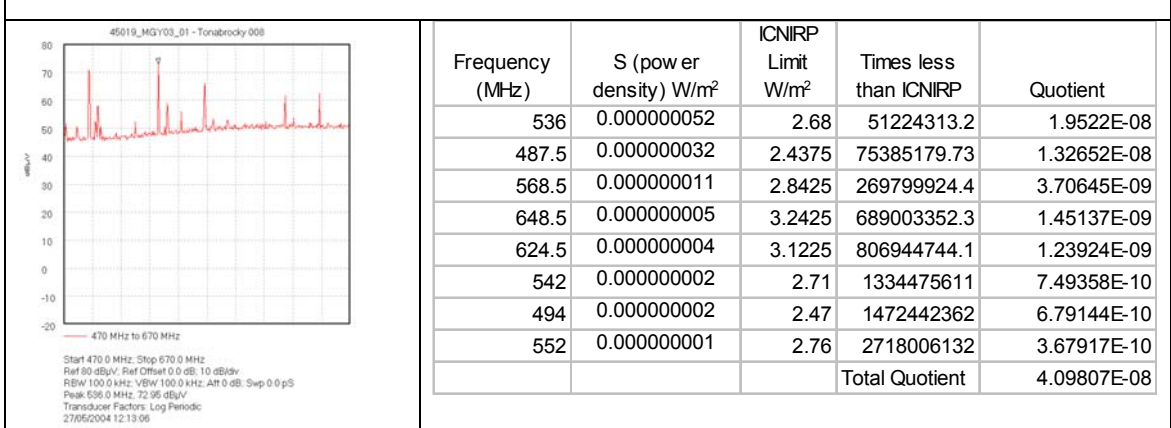 45019_MGY03_01 - Tonabrocky 008
80
70
60
50
40
30
20
10
0
-10
-20
dBµV
470 MHz to 670 MHz
Start 470.0 MHz; Stop 670.0 MHz
Ref 80 dBµV; Ref Offset 0.0 dB; 10 dB/div
RBW 100.0 kHz; VBW 100.0 kHz; Att 0 dB; Swp 0.0 pS
Peak 536.0 MHz, 72.95 dBµV
Transducer Factors: Log Periodic
27/05/2004 12:13:06
Frequency (MHz) S (power density) W/m² ICNIRP Limit W/m² Times less than ICNIRP Quotient
536 0.000000052 2.68 51224313.2 1.9522E-08
487.5 0.000000032 2.4375 75385179.73 1.32652E-08
568.5 0.000000011 2.8425 269799924.4 3.70645E-09
648.5 0.000000005 3.2425 689003352.3 1.45137E-09
624.5 0.000000004 3.1225 806944744.1 1.23924E-09
542 0.000000002 2.71 1334475611 7.49358E-10
494 0.000000002 2.47 1472442362 6.79144E-10
552 0.000000001 2.76 2718006132 3.67917E-10
Total Quotient 4.09807E-08